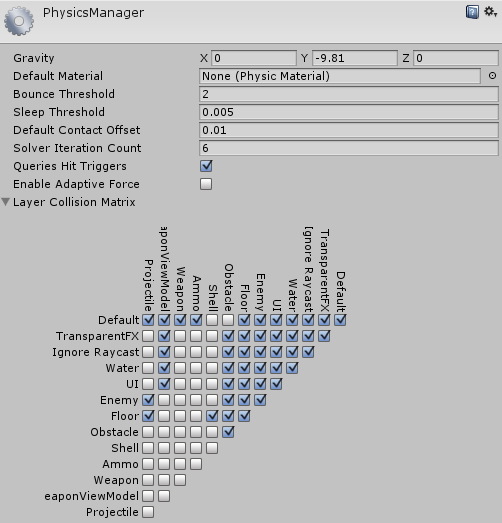 PhysicsManager
Gravity X 0 Y -9.81 Z 0
Default Material None (Physic Material)
Bounce Threshold 2
Sleep Threshold 0.005
Default Contact Offset 0.01
Solver Iteration Count 6
Queries Hit Triggers
Enable Adaptive Force
Layer Collision Matrix
Projectile
eaponViewModel
Weapon
Ammo
Shell
Obstacle
Floor
Enemy
UI
Water
Ignore Raycast
TransparentFX
Default
Default
TransparentFX
Ignore Raycast
Water
UI
Enemy
Floor
Obstacle
Shell
Ammo
Weapon
eaponViewModel
Projectile